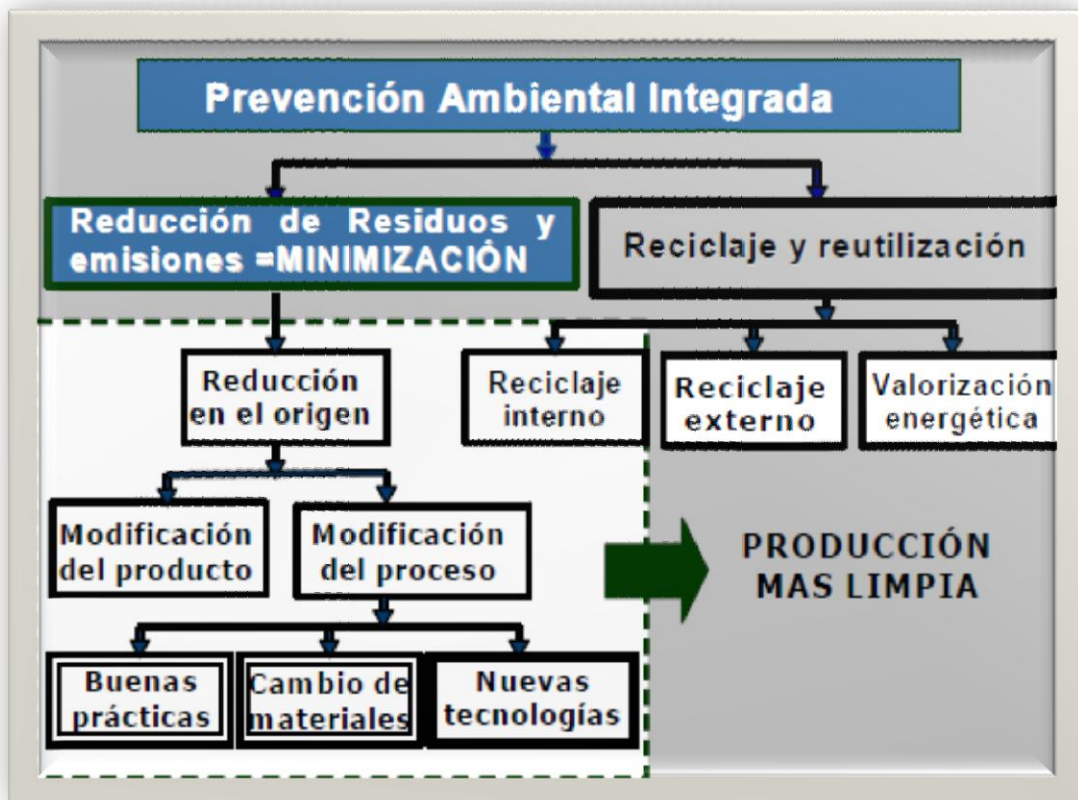 Prevención Ambiental Integrada
Reducción de Residuos y
emisiones =MINIMIZACIÓN
Reciclaje y reutilización
Reducción
en el origen
Reciclaje
interno
Reciclaje
externo
Valorización
energética
Modificación
del producto
Modificación
del proceso
PRODUCCIÓN
MAS LIMPIA
Buenas
prácticas
Cambio de
materiales
Nuevas
tecnologías